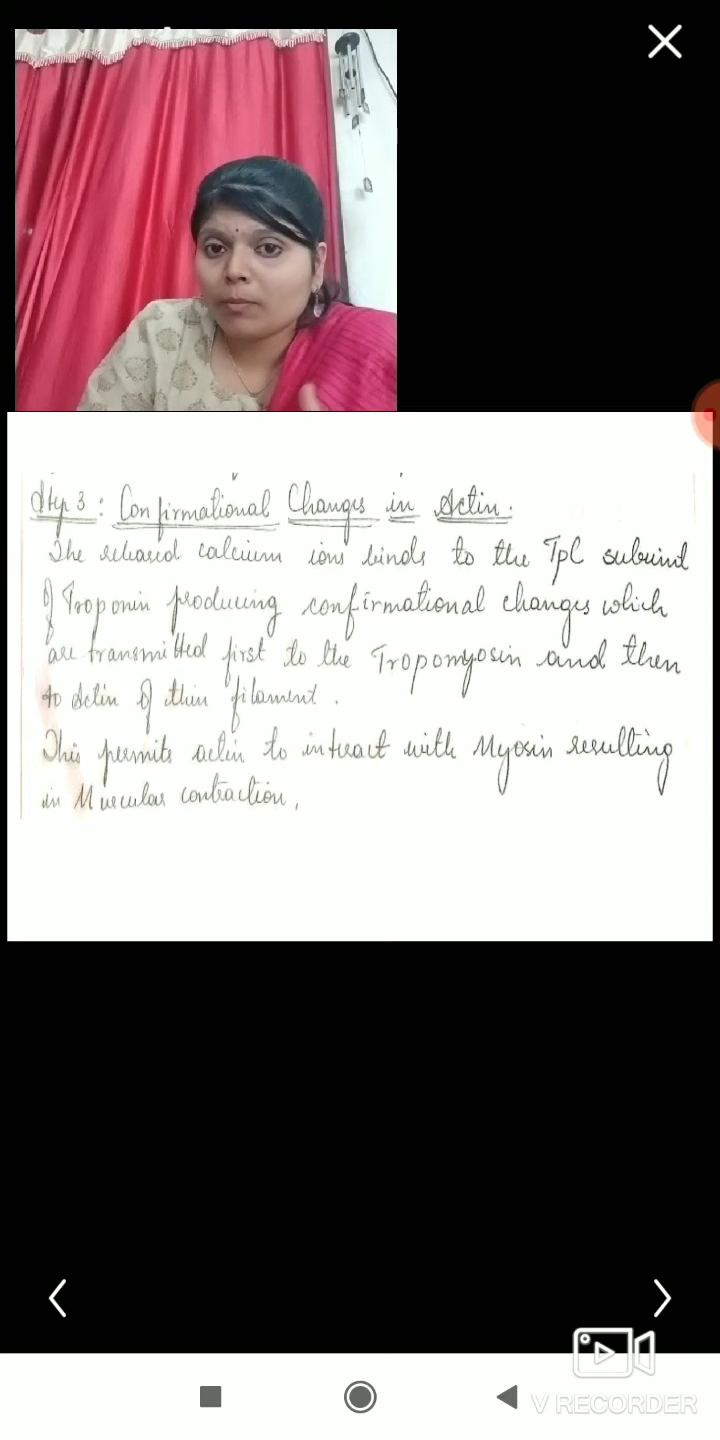 Step 3: Confirmational Changes in Actin.
The released calcium ions binds to the TpC subunit
of Troponin producing confirmational changes which
are transmitted first to the Tropomyosin and then
to Actin of thin filament.
This permits actin to intract with Myosin resulting
in Muscular contraction.
V RECORDER